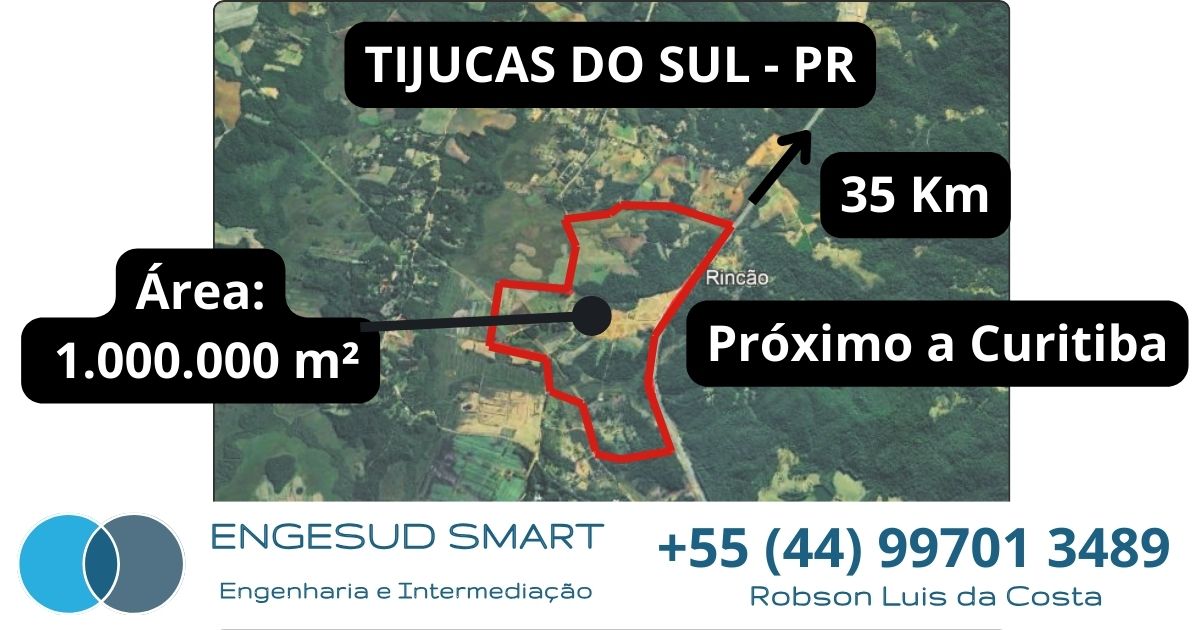 TIJUCAS DO SUL - PR
35 Km
Rincão
Área:
1.000.000 m²
Próximo a Curitiba
ENGESUD SMART
Engenharia e Intermediação
+55 (44) 99701 3489
Robson Luis da Costa